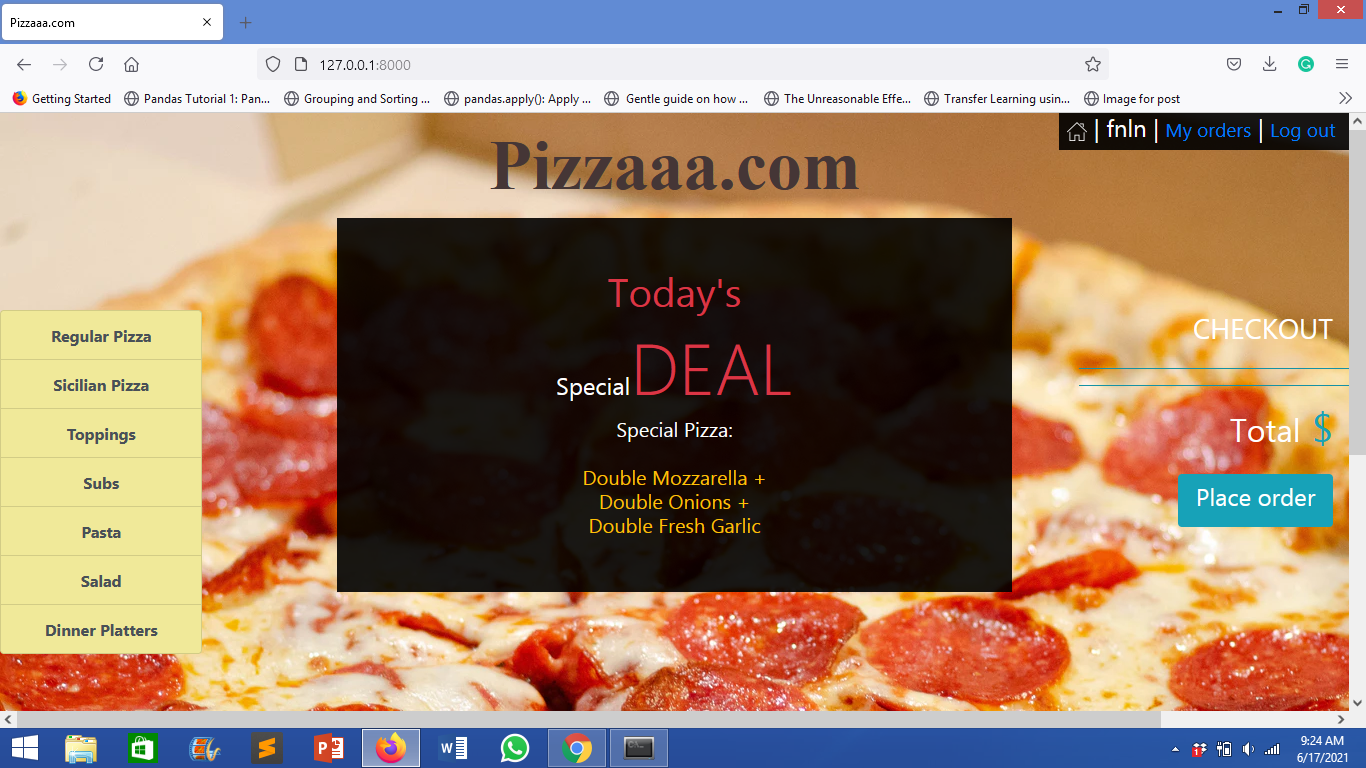 Pizzaaa.com
127.0.0.1:8000
Getting Started
Pandas Tutorial 1: Pan...
Grouping and Sorting ...
pandas.apply(): Apply ...
Gentle guide on how ...
The Unreasonable Effe...
Transfer Learning usin...
Image for post
| fnln | My orders | Log out
Pizzaaa.com
Regular Pizza
Sicilian Pizza
Toppings
Subs
Pasta
Salad
Dinner Platters
Today's
Special DEAL
Special Pizza:
Double Mozzarella +
Double Onions +
Double Fresh Garlic
CHECKOUT
Total $
Place order
9:24 AM
6/17/2021